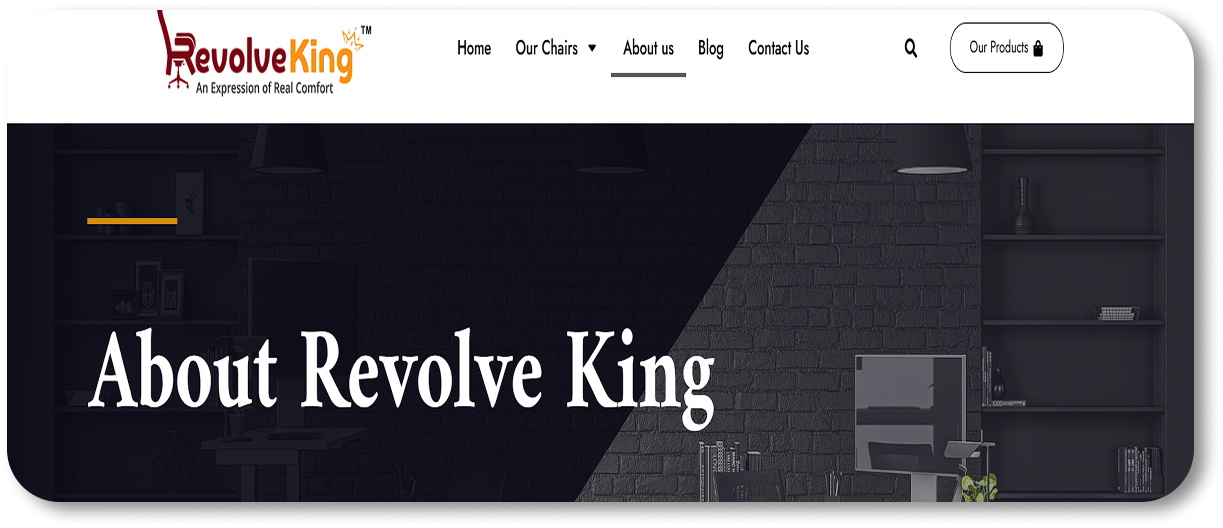 RevolveKing™
An Expression of Real Comfort
Home Our Chairs About us Blog Contact Us Our Products
About Revolve King